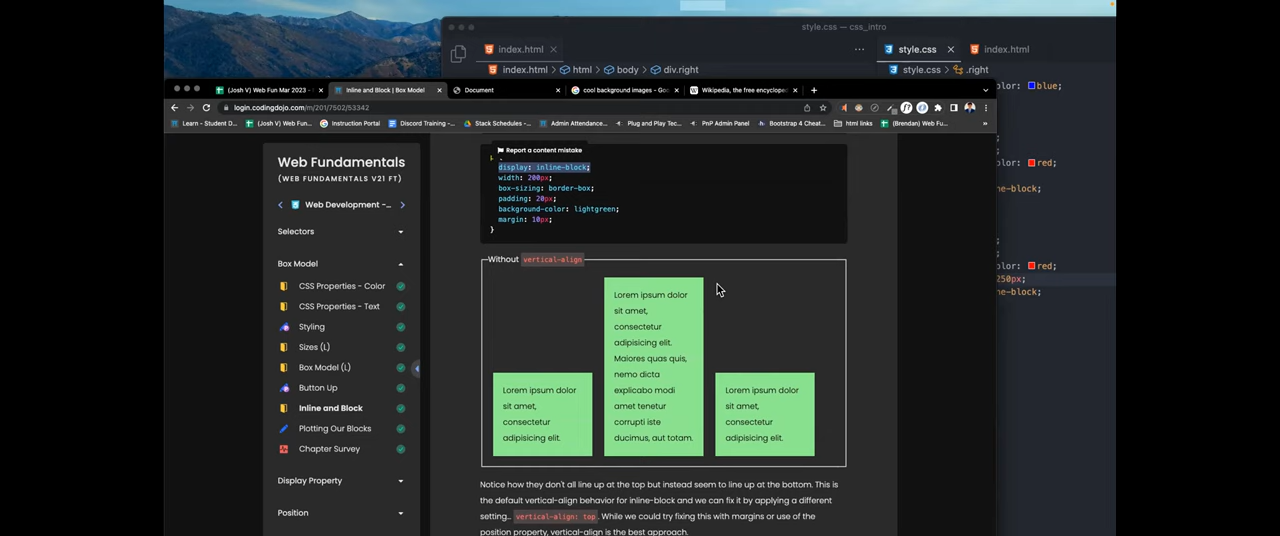 style.css — css_intro
index.html
style.css
index.html
index.html > html > body > div.right
style.css > .right
(Josh V) Web Fun Mar 2023 -
Inline and Block | Box Model
Document
cool background images - Goo
Wikipedia, the free encycloped
login.codingdojo.com/m/201/7502/53342
Learn - Student D...
(Josh V) Web Fun...
Instruction Portal
Discord Training -...
Stack Schedules -...
Admin Attendance...
Plug and Play Tec...
PnP Admin Panel
Bootstrap 4 Cheat...
html links
(Brendan) Web Fu...
»
olor: blue;
olor: red;
ne-block;
olor: red;
250px;
ne-block;
Web Fundamentals
(WEB FUNDAMENTALS V21 FT)
Web Development -...
Selectors
Box Model
CSS Properties - Color
CSS Properties - Text
Styling
Sizes (L)
Box Model (L)
Button Up
Inline and Block
Plotting Our Blocks
Chapter Survey
Display Property
Position
Report a content mistake
display: inline-block;
width: 200px;
box-sizing: border-box;
padding: 20px;
background-color: lightgreen;
margin: 10px;
}
Without vertical-align
Lorem ipsum dolor
sit amet,
consectetur
adipisicing elit.
Lorem ipsum dolor
sit amet,
consectetur
adipisicing elit.
Maiores quas quis,
nemo dicta
explicabo modi
amet tenetur
corrupti iste
ducimus, aut totam.
Lorem ipsum dolor
sit amet,
consectetur
adipisicing elit.
Notice how they don't all line up at the top but instead seem to line up at the bottom. This is
the default vertical-align behavior for inline-block and we can fix it by applying a different
setting... vertical-align: top. While we could try fixing this with margins or use of the
position property, vertical-align is the best approach.